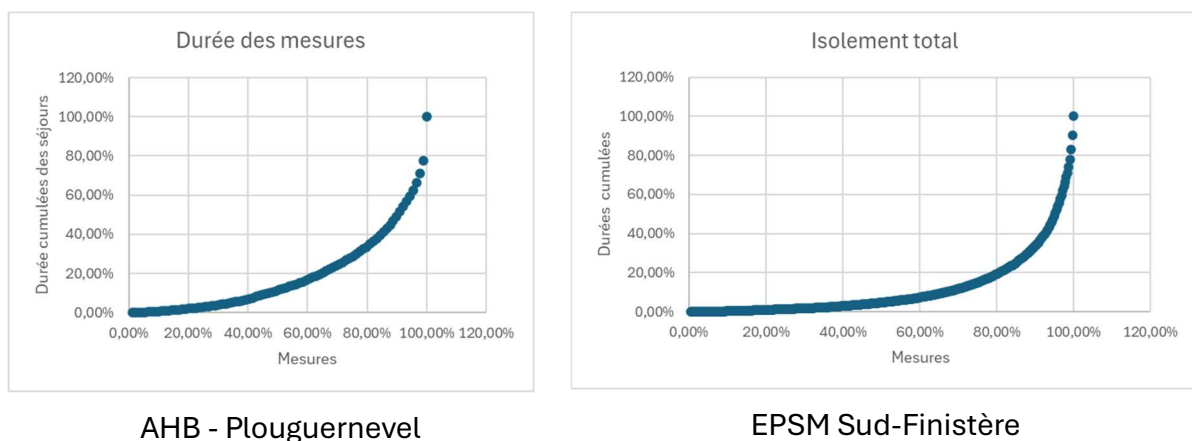 Durée des mesures
Durée cumulées des séjours
120,00%
100,00%
80,00%
60,00%
40,00%
20,00%
0,00%
0,00% 20,00% 40,00% 60,00% 80,00% 100,00% 120,00%
Mesures
AHB - Plouguernevel
Isolement total
Durées cumulées
120,00%
100,00%
80,00%
60,00%
40,00%
20,00%
0,00%
0,00% 20,00% 40,00% 60,00% 80,00% 100,00% 120,00%
Mesures
EPSM Sud-Finistère